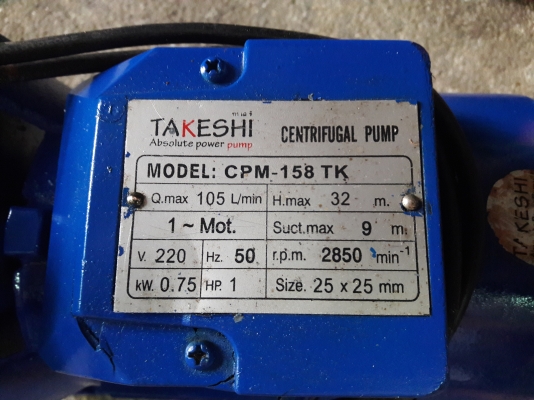 TAKESHI
Absolute power pump
CENTRIFUGAL PUMP
MODEL: CPM-158 TK
Q.max 105 L/min H.max 32 m.
1 ~ Mot. Suct.max 9 m.
V. 220 Hz. 50 r.p.m. 2850 min⁻¹
kW. 0.75 HP. 1 Size. 25 x 25 mm
TAKESHI